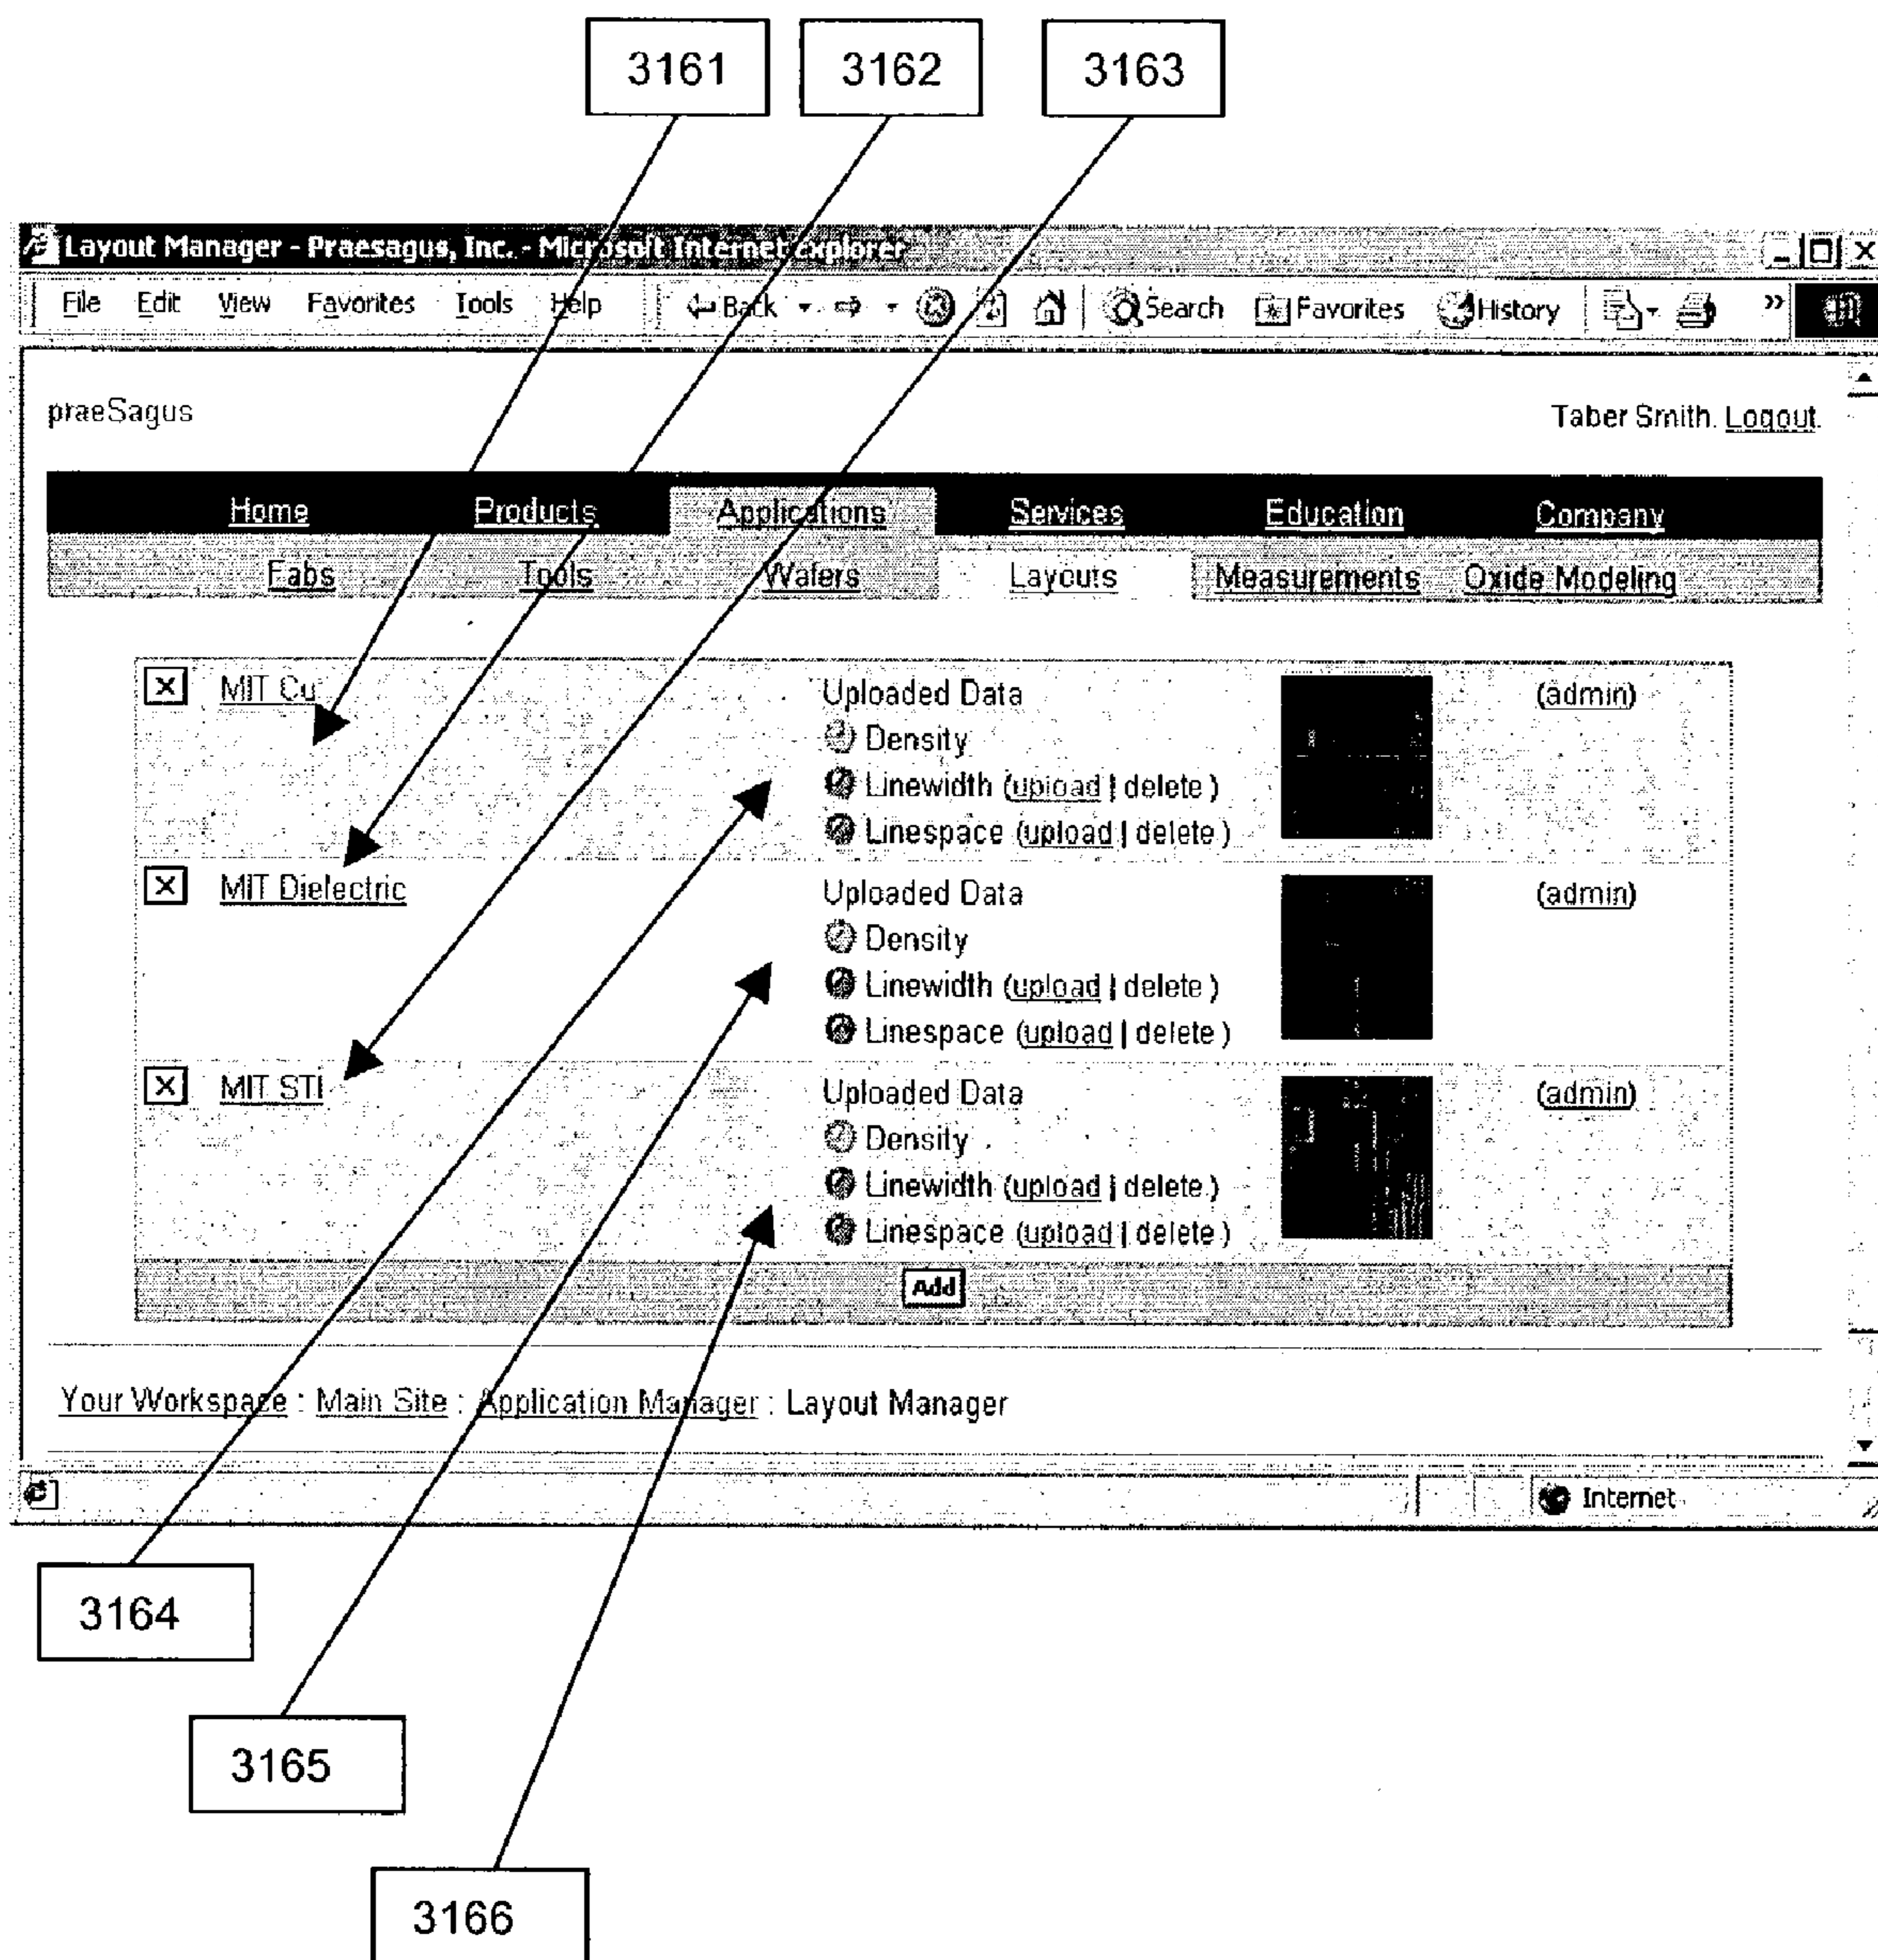 3161 3162 3163
Layout Manager - Praesagus, Inc. - Microsoft Internet Explorer
File Edit View Favorites Tools Help Back Search Favorites History »
praeSagus Taber Smith. Logout.
Home Products Applications Services Education Company
Fabs Tools Wafers Layouts Measurements Oxide Modeling
MIT Cu Uploaded Data (admin)
Density
Linewidth (upload | delete )
Linespace (upload | delete )
MIT Dielectric Uploaded Data (admin)
Density
Linewidth (upload | delete )
Linespace (upload | delete )
MIT STI Uploaded Data (admin)
Density
Linewidth (upload | delete )
Linespace (upload | delete )
Add
Your Workspace : Main Site : Application Manager : Layout Manager
Internet
3164
3165
3166